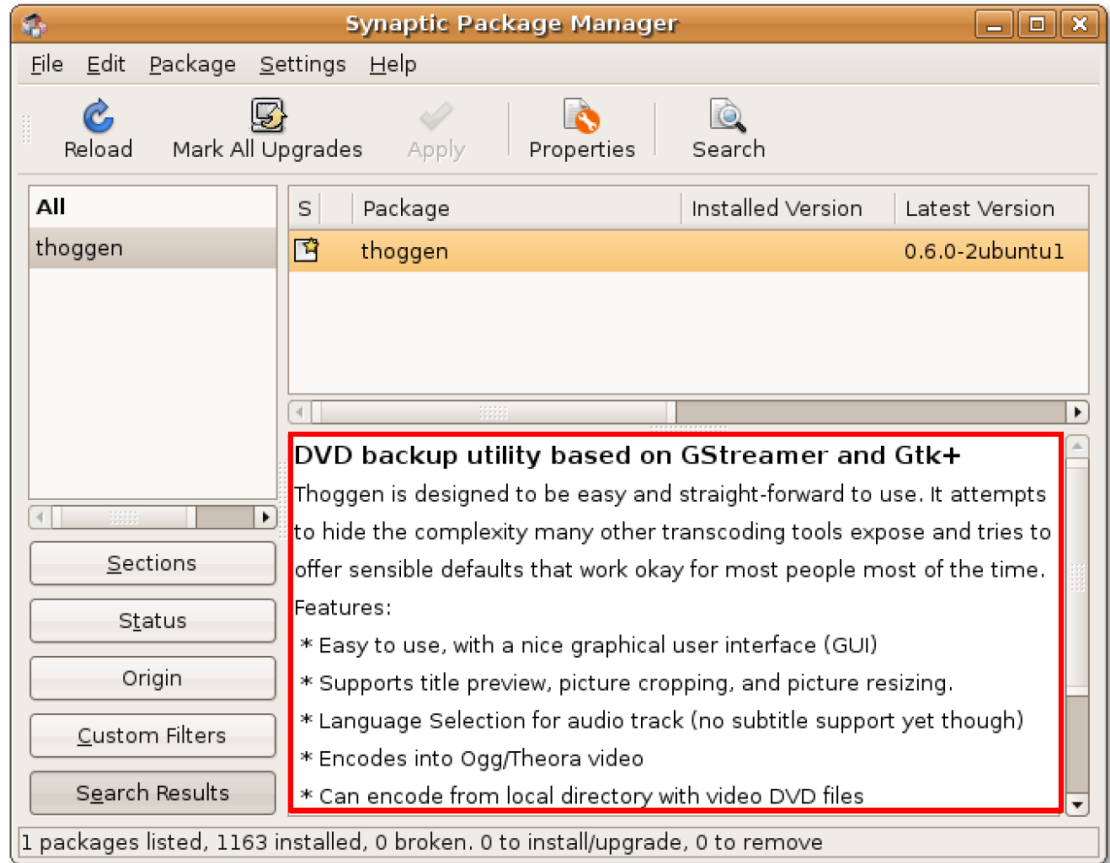 Synaptic Package Manager
File Edit Package Settings Help
Reload Mark All Upgrades Apply Properties Search
All
thoggen
S Package Installed Version Latest Version
thoggen 0.6.0-2ubuntu1
DVD backup utility based on GStreamer and Gtk+
Thoggen is designed to be easy and straight-forward to use. It attempts
to hide the complexity many other transcoding tools expose and tries to
offer sensible defaults that work okay for most people most of the time.
Features:
* Easy to use, with a nice graphical user interface (GUI)
* Supports title preview, picture cropping, and picture resizing.
* Language Selection for audio track (no subtitle support yet though)
* Encodes into Ogg/Theora video
* Can encode from local directory with video DVD files
Sections
Status
Origin
Custom Filters
Search Results
1 packages listed, 1163 installed, 0 broken. 0 to install/upgrade, 0 to remove